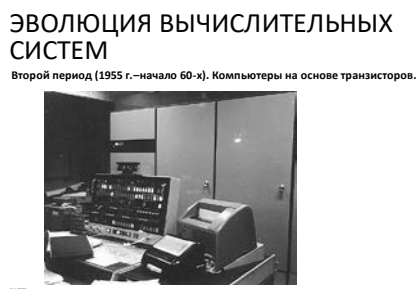 ЭВОЛЮЦИЯ ВЫЧИСЛИТЕЛЬНЫХ
СИСТЕМ
Второй период (1955 г.–начало 60-х). Компьютеры на основе транзисторов.